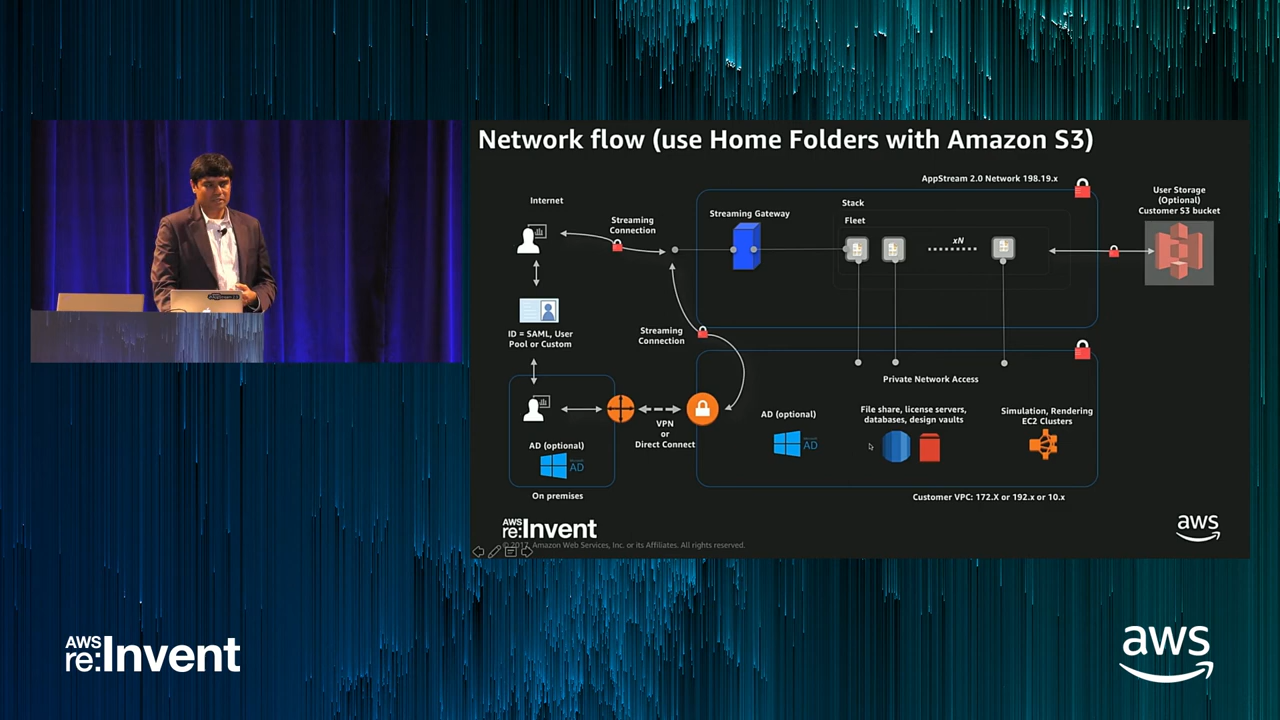 Network flow (use Home Folders with Amazon S3)
AppStream 2.0 Network 198.19.x
User Storage
(Optional)
Customer S3 bucket
Internet
Streaming
Connection
Streaming Gateway
Stack
Fleet
xN
ID = SAML, User
Pool or Custom
Streaming
Connection
Private Network Access
VPN
or
Direct Connect
AD (optional)
AD
On premises
AD (optional)
AD
File share, license servers,
databases, design vaults
Simulation, Rendering
EC2 Clusters
Customer VPC: 172.X or 192.x or 10.x
AWS
re:Invent
© 2017, Amazon Web Services, Inc. or its Affiliates. All rights reserved.
aws
AWS
re:Invent
aws